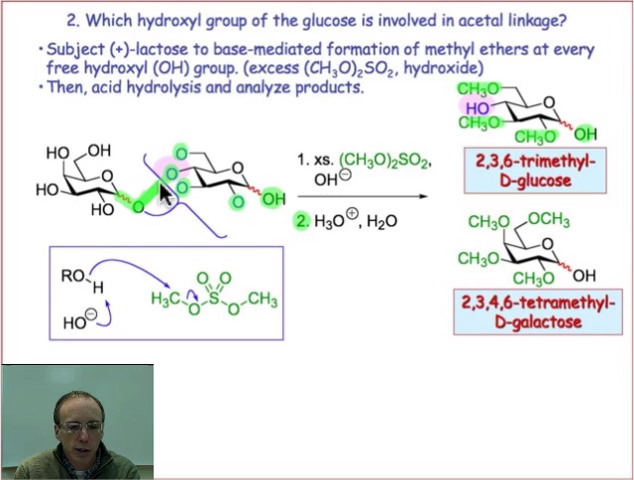 2. Which hydroxyl group of the glucose is involved in acetal linkage?
• Subject (+)-lactose to base-mediated formation of methyl ethers at every
free hydroxyl (OH) group. (excess (CH₃O)₂SO₂, hydroxide)
• Then, acid hydrolysis and analyze products.
CH₃O
HO
CH₃O
O
CH₃O
OH
2,3,6-trimethyl-
D-glucose
HO
OH
O
HO
HO
O
O
O
O
O
O
OH
1. xs. (CH₃O)₂SO₂,
OH⊖
2. H₃O⊕, H₂O
CH₃O
OCH₃
O
CH₃O
CH₃O
OH
2,3,4,6-tetramethyl-
D-galactose
RO
H
HO⊖
O O
H₃C
O
S
O
CH₃